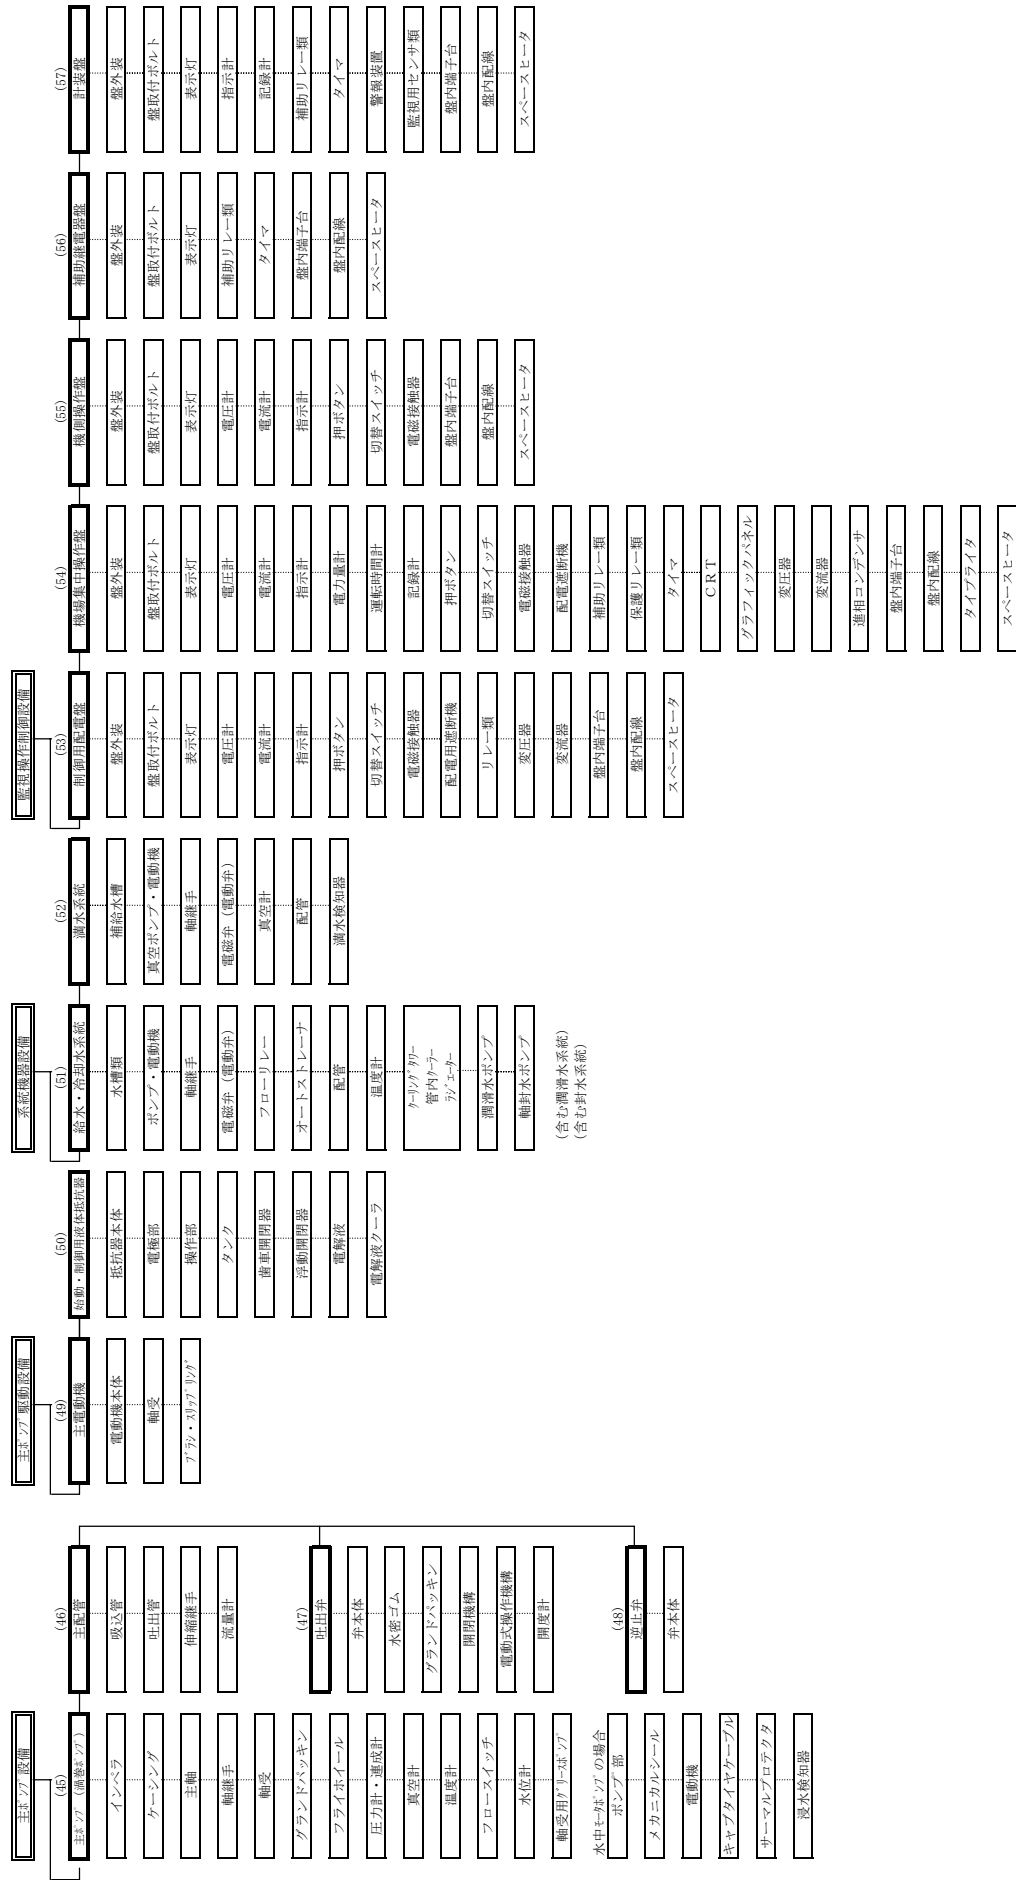 主ポンプ設備
(45)
主ポンプ(渦巻ポンプ)
インペラ
ケーシング
主軸
軸継手
軸受
グランドパッキン
フライホイール
圧力計・連成計
真空計
温度計
フロースイッチ
水位計
軸受用グリースポンプ
水中モータポンプの場合
ポンプ部
メカニカルシール
電動機
キャブタイヤケーブル
サーマルプロテクタ
浸水検知器
(46)
主配管
吸込管
吐出管
伸縮継手
流量計
(47)
吐出弁
弁本体
水密ゴム
グランドパッキン
開閉機構
電動式操作機構
開度計
(48)
逆止弁
弁本体
主ポンプ駆動設備
(49)
主電動機
電動機本体
軸受
ブラシ・スリップリング
(50)
始動・制御用液体抵抗器
抵抗器本体
電極部
操作部
タンク
歯車開閉器
浮動開閉器
電解液
電解液クーラ
系統機器設備
(51)
給水・冷却水系統
水槽類
ポンプ・電動機
軸継手
電磁弁(電動弁)
フローリレー
オートストレーナ
配管
温度計
クーリングタワー
管内クーラー
ラジエーター
潤滑水ポンプ
軸封水ポンプ
(含む潤滑水系統)
(含む封水系統)
(52)
満水系統
補給水槽
真空ポンプ・電動機
軸継手
電磁弁(電動弁)
真空計
配管
満水検知器
監視操作制御設備
(53)
制御用配電盤
盤外装
盤取付ボルト
表示灯
電圧計
電流計
指示計
押ボタン
切替スイッチ
電磁接触器
配電用遮断機
リレー類
変圧器
変流器
盤内端子台
盤内配線
スペースヒータ
(54)
機場集中操作盤
盤外装
盤取付ボルト
表示灯
電圧計
電流計
指示計
電力量計
運転時間計
記録計
押ボタン
切替スイッチ
電磁接触器
配電遮断機
補助リレー類
保護リレー類
タイマ
CRT
グラフィックパネル
変圧器
変流器
進相コンデンサ
盤内端子台
盤内配線
タイプライタ
スペースヒータ
(55)
機側操作盤
盤外装
盤取付ボルト
表示灯
電圧計
電流計
指示計
押ボタン
切替スイッチ
電磁接触器
盤内端子台
盤内配線
スペースヒータ
(56)
補助継電器盤
盤外装
盤取付ボルト
表示灯
補助リレー類
タイマ
盤内端子台
盤内配線
スペースヒータ
(57)
計装盤
盤外装
盤取付ボルト
表示灯
指示計
記録計
補助リレー類
タイマ
警報装置
監視用センサ類
盤内端子台
盤内配線
スペースヒータ